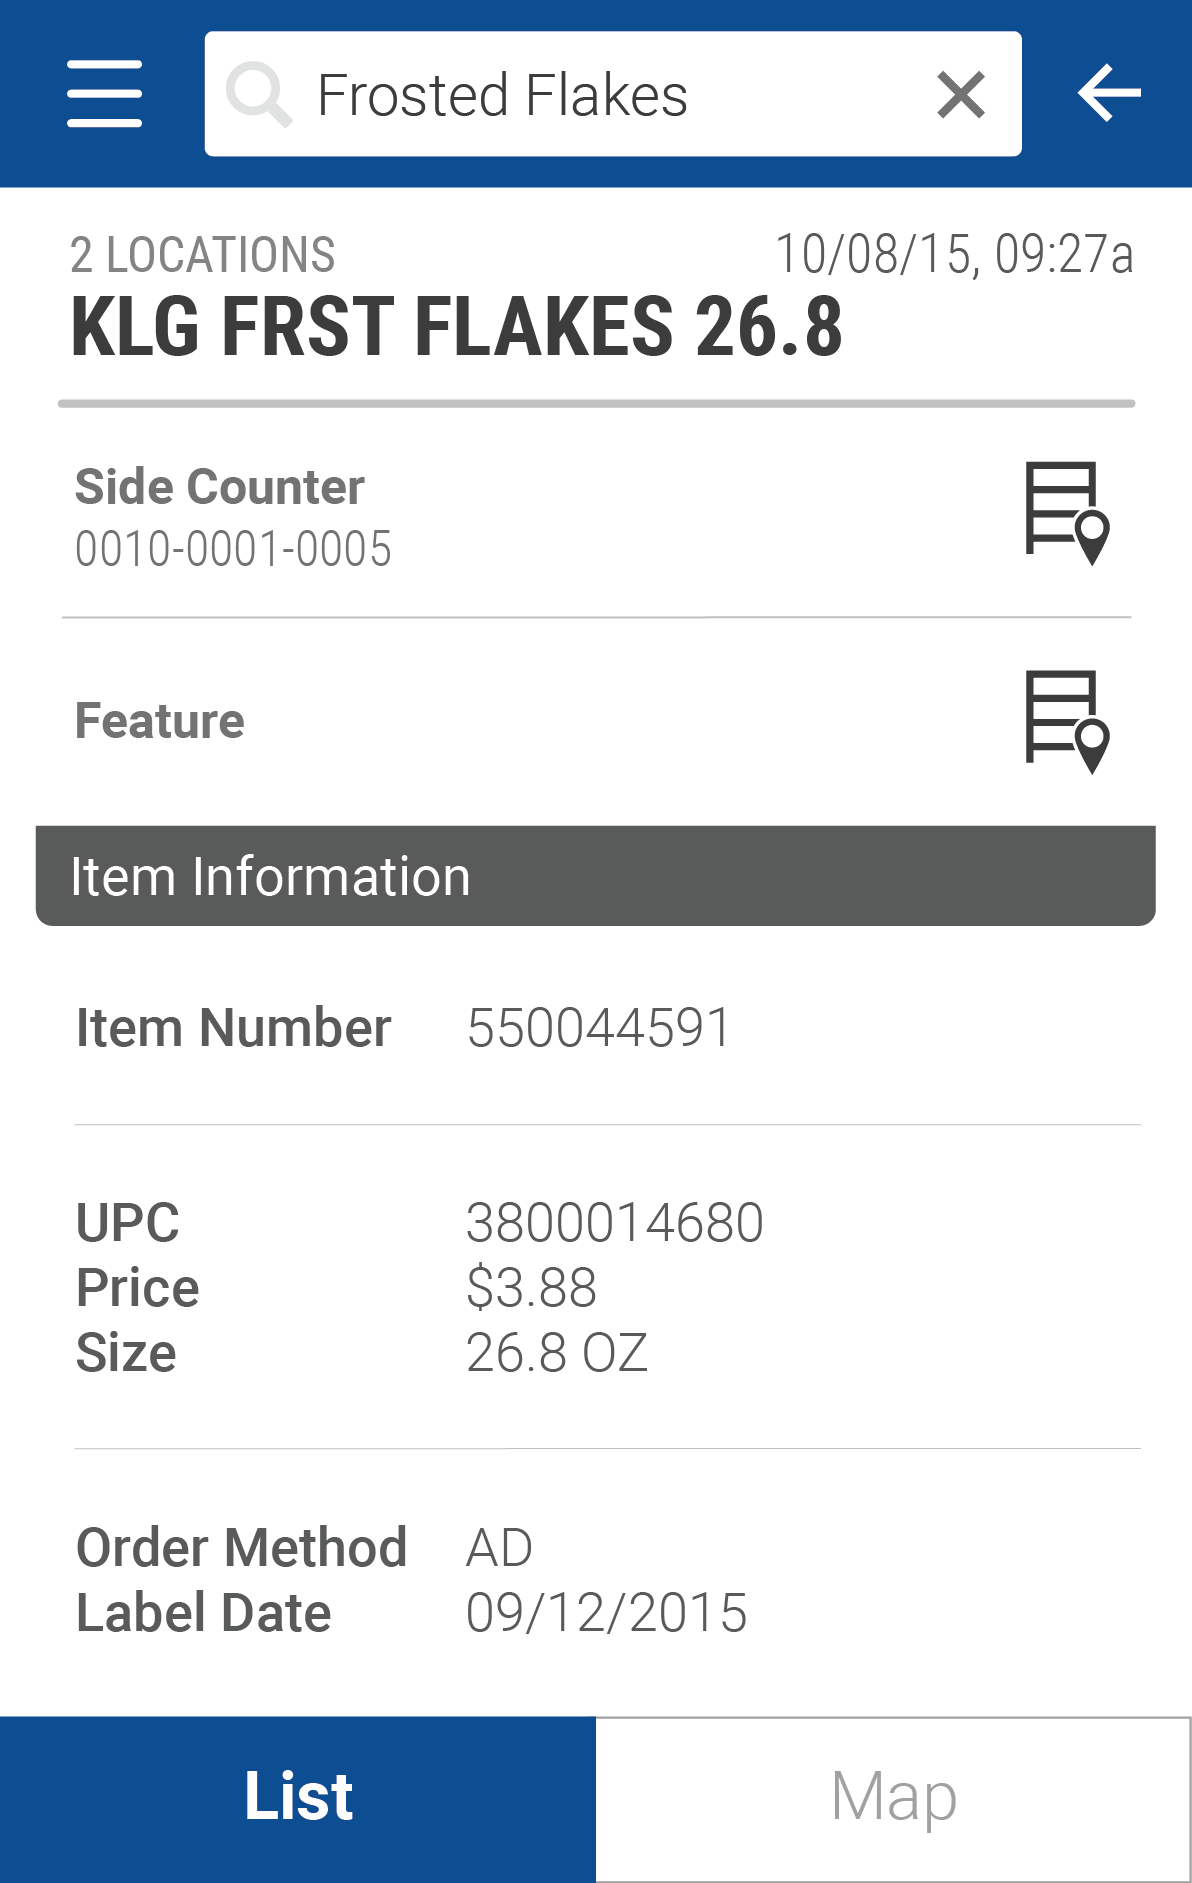 Frosted Flakes
2 LOCATIONS
10/08/15, 09:27a
KLG FRST FLAKES 26.8
Side Counter
0010-0001-0005
Feature
Item Information
Item Number 550044591
UPC 3800014680
Price $3.88
Size 26.8 OZ
Order Method AD
Label Date 09/12/2015
List
Map